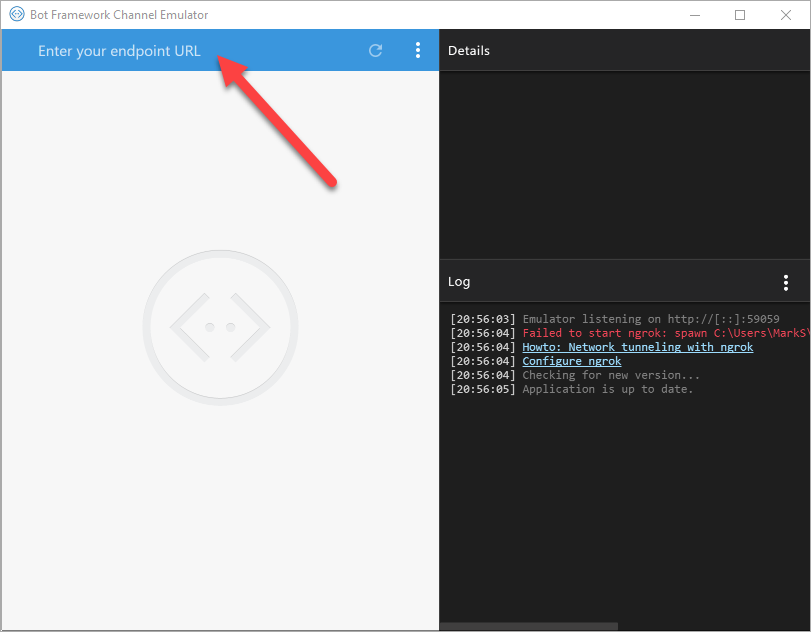 Bot Framework Channel Emulator
Enter your endpoint URL
Details
Log
[20:56:03] Emulator listening on http://[::]:59059
[20:56:04] Failed to start ngrok: spawn C:\Users\MarkS\
[20:56:04] Howto: Network tunneling with ngrok
[20:56:04] Configure ngrok
[20:56:04] Checking for new version...
[20:56:05] Application is up to date.